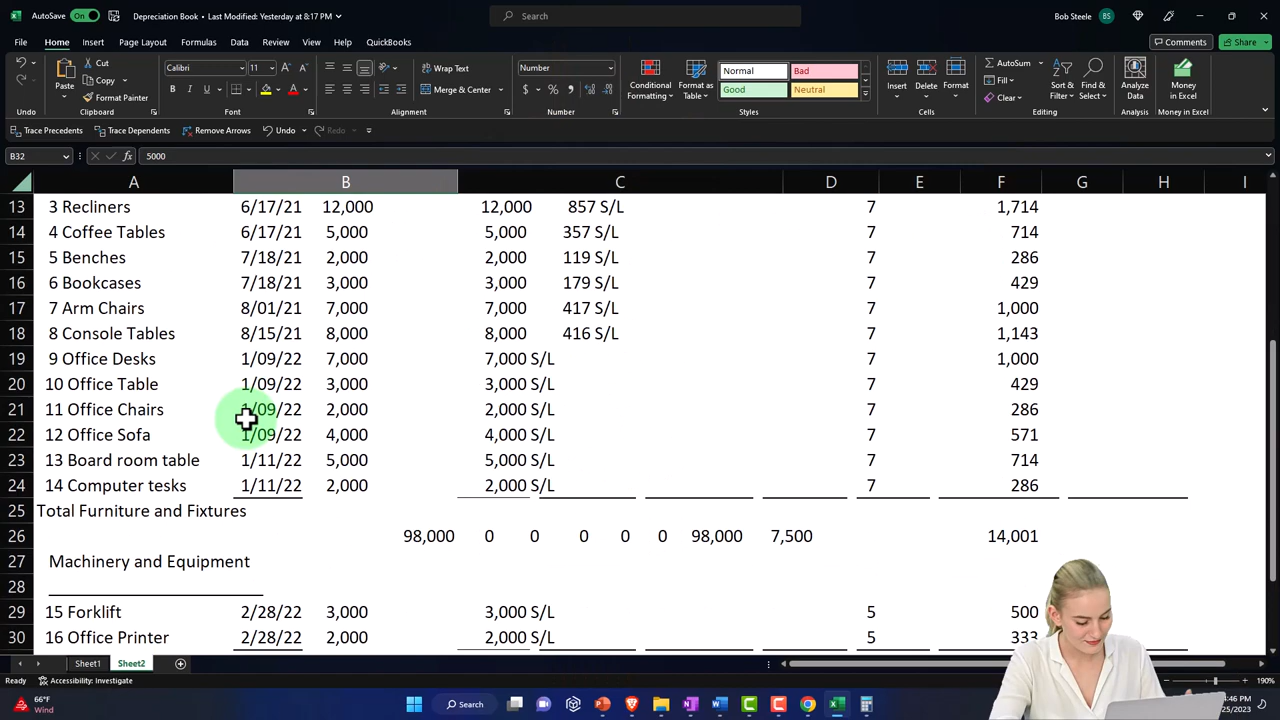 AutoSave On Depreciation Book • Last Modified: Yesterday at 8:17 PM Search Bob Steele BS
File Home Insert Page Layout Formulas Data Review View Help QuickBooks Comments Share
Cut Calibri 11 Wrap Text Number Normal Bad AutoSum
Copy Fill
Paste Format Painter B I U Merge & Center $ % Conditional Formatting Format as Table Good Neutral Insert Delete Format Clear Sort & Filter Find & Select Analyze Data Money in Excel
Undo Clipboard Font Alignment Number Styles Cells Editing Analysis Money in Excel
Trace Precedents Trace Dependents Remove Arrows Undo Redo
B32 fx 5000
A B C D E F G H I
13 3 Recliners 6/17/21 12,000 12,000 857 S/L 7 1,714
14 4 Coffee Tables 6/17/21 5,000 5,000 357 S/L 7 714
15 5 Benches 7/18/21 2,000 2,000 119 S/L 7 286
16 6 Bookcases 7/18/21 3,000 3,000 179 S/L 7 429
17 7 Arm Chairs 8/01/21 7,000 7,000 417 S/L 7 1,000
18 8 Console Tables 8/15/21 8,000 8,000 416 S/L 7 1,143
19 9 Office Desks 1/09/22 7,000 7,000 S/L 7 1,000
20 10 Office Table 1/09/22 3,000 3,000 S/L 7 429
21 11 Office Chairs 1/09/22 2,000 2,000 S/L 7 286
22 12 Office Sofa 1/09/22 4,000 4,000 S/L 7 571
23 13 Board room table 1/11/22 5,000 5,000 S/L 7 714
24 14 Computer tesks 1/11/22 2,000 2,000 S/L 7 286
25 Total Furniture and Fixtures
26 98,000 0 0 0 0 0 98,000 7,500 14,001
27 Machinery and Equipment
28
29 15 Forklift 2/28/22 3,000 3,000 S/L 5 500
30 16 Office Printer 2/28/22 2,000 2,000 S/L 5 333
Sheet1 Sheet2
Ready Accessibility: Investigate 190%
66°F
Wind
Search